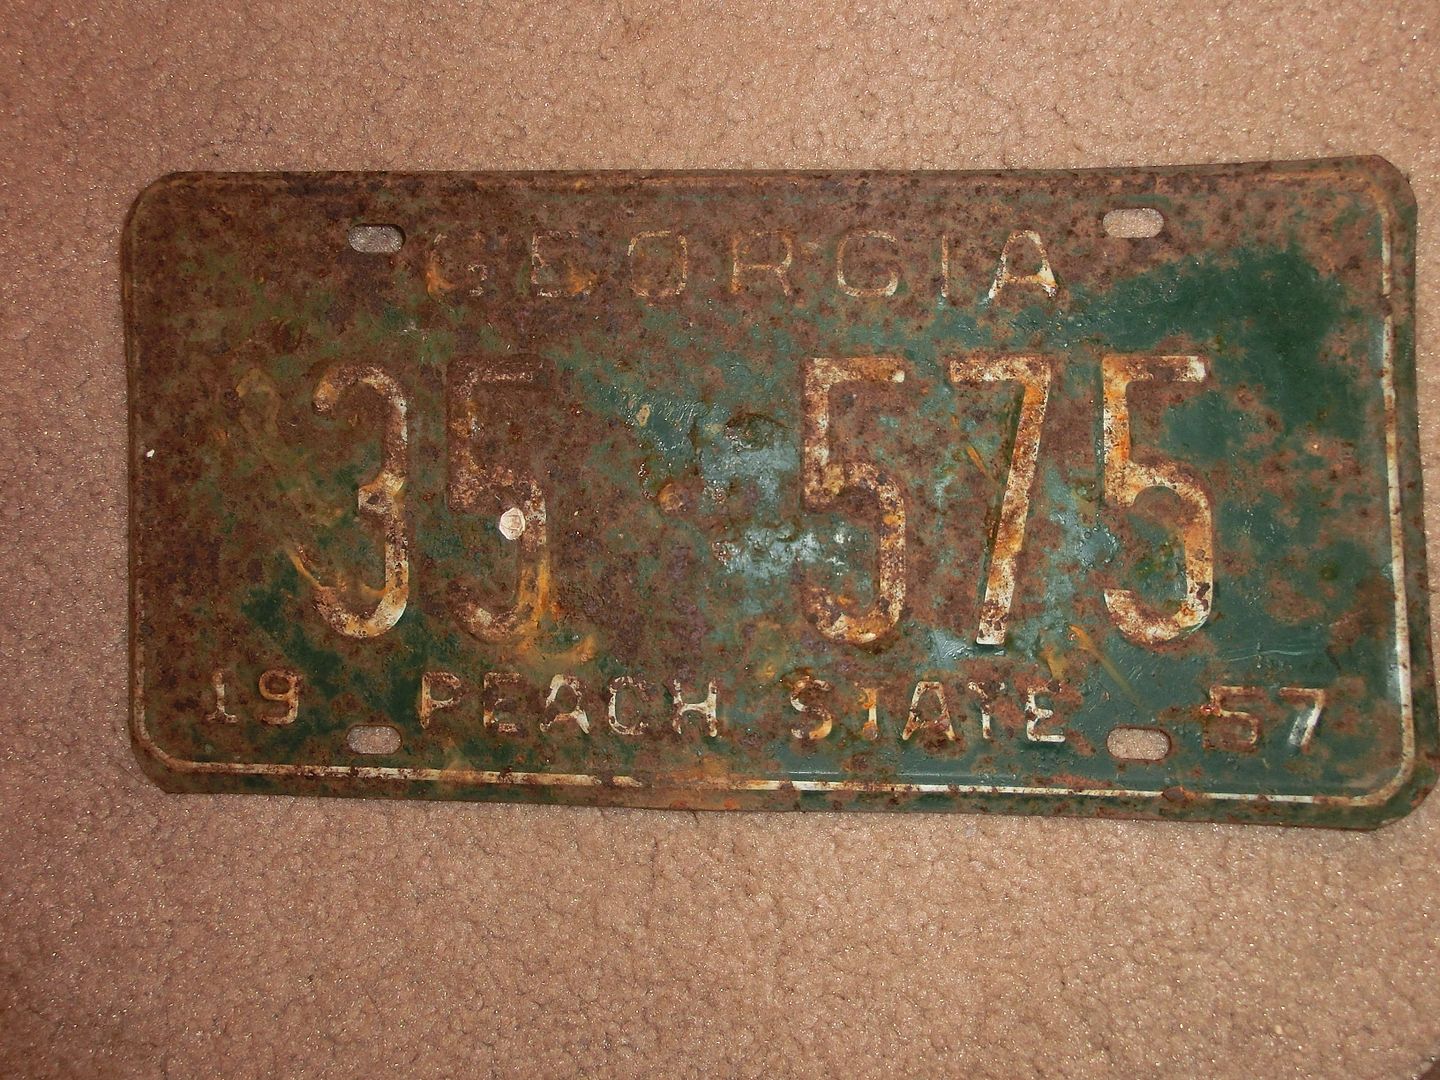 GEORGIA
35 · 575
19 PEACH STATE 57